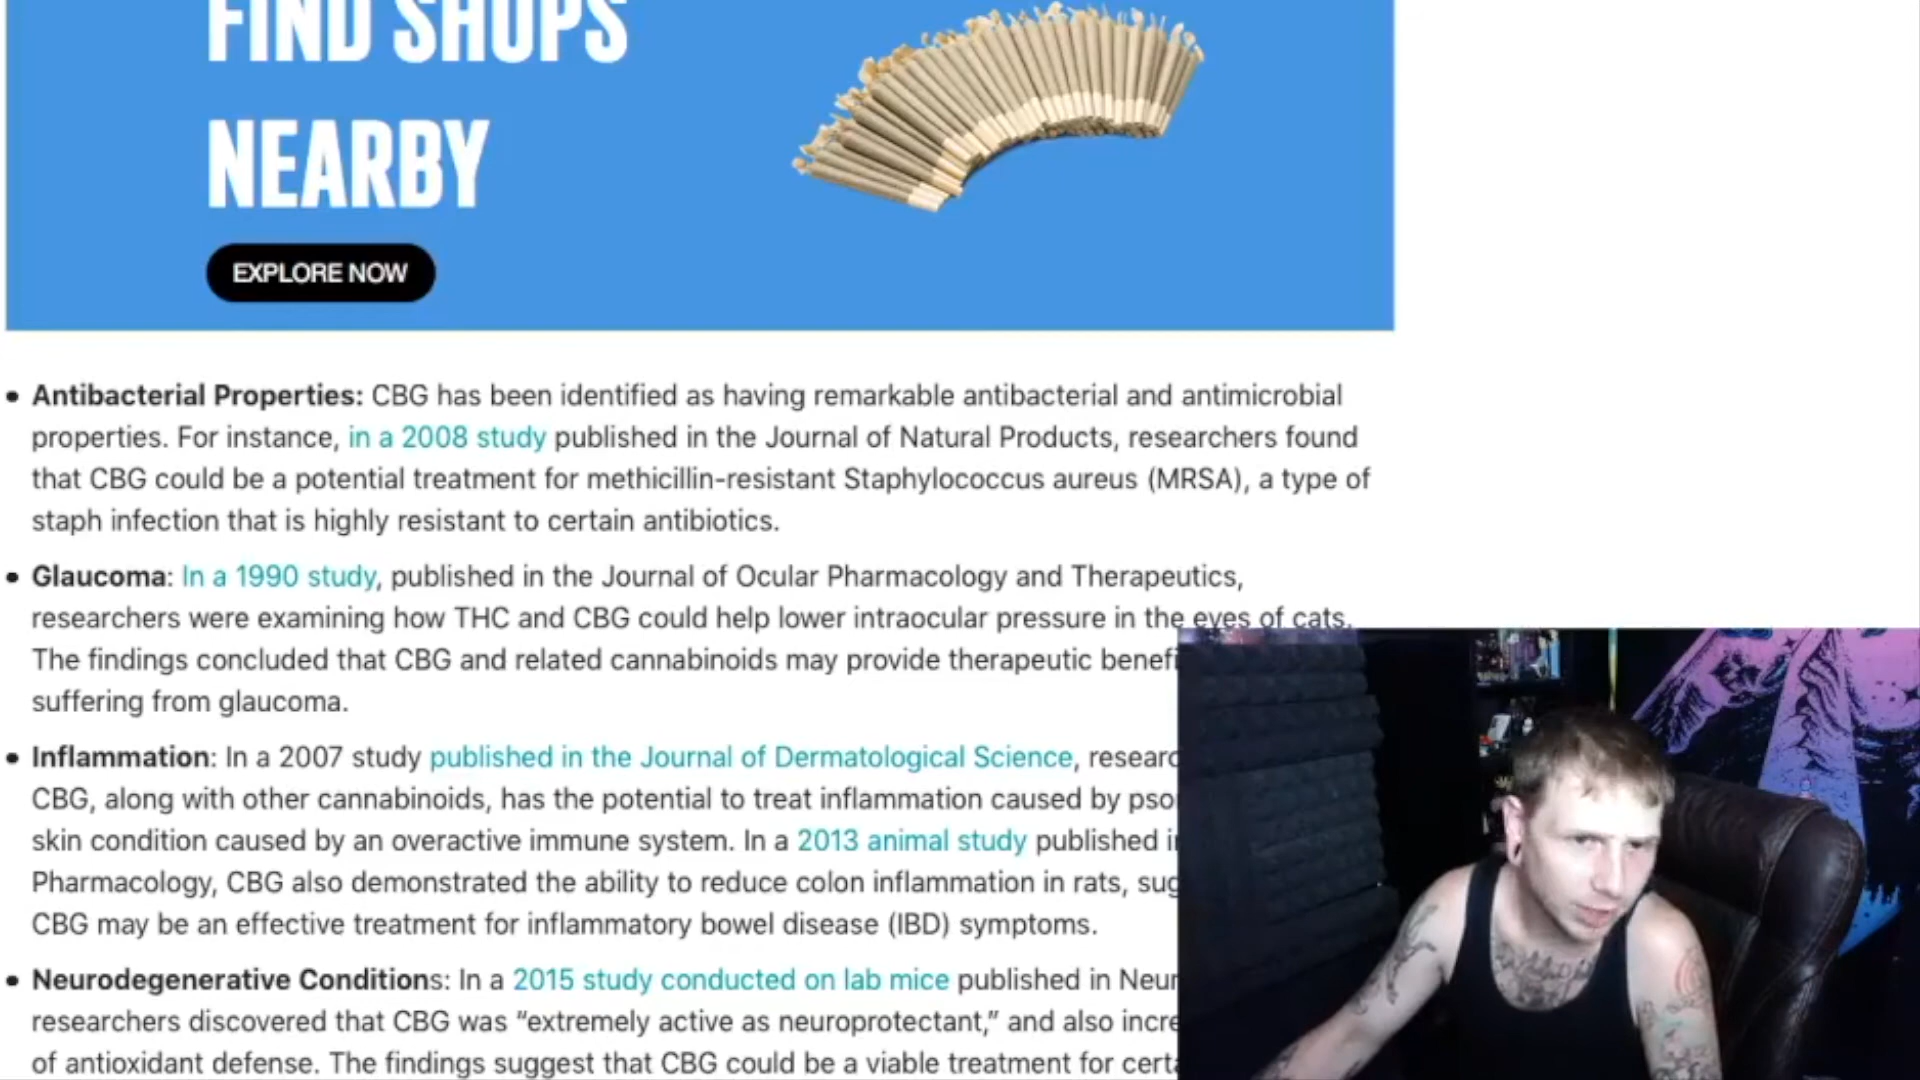 FIND SHOPS
NEARBY
EXPLORE NOW
• Antibacterial Properties: CBG has been identified as having remarkable antibacterial and antimicrobial
properties. For instance, in a 2008 study published in the Journal of Natural Products, researchers found
that CBG could be a potential treatment for methicillin-resistant Staphylococcus aureus (MRSA), a type of
staph infection that is highly resistant to certain antibiotics.
• Glaucoma: In a 1990 study, published in the Journal of Ocular Pharmacology and Therapeutics,
researchers were examining how THC and CBG could help lower intraocular pressure in the eyes of cats.
The findings concluded that CBG and related cannabinoids may provide therapeutic
suffering from glaucoma.
• Inflammation: In a 2007 study published in the Journal of Dermatological Science,
CBG, along with other cannabinoids, has the potential to treat inflammation caused by
skin condition caused by an overactive immune system. In a 2013 animal study published
Pharmacology, CBG also demonstrated the ability to reduce colon inflammation in rats,
CBG may be an effective treatment for inflammatory bowel disease (IBD) symptoms.
• Neurodegenerative Conditions: In a 2015 study conducted on lab mice published in
researchers discovered that CBG was “extremely active as neuroprotectant,” and also
of antioxidant defense. The findings suggest that CBG could be a viable treatment for